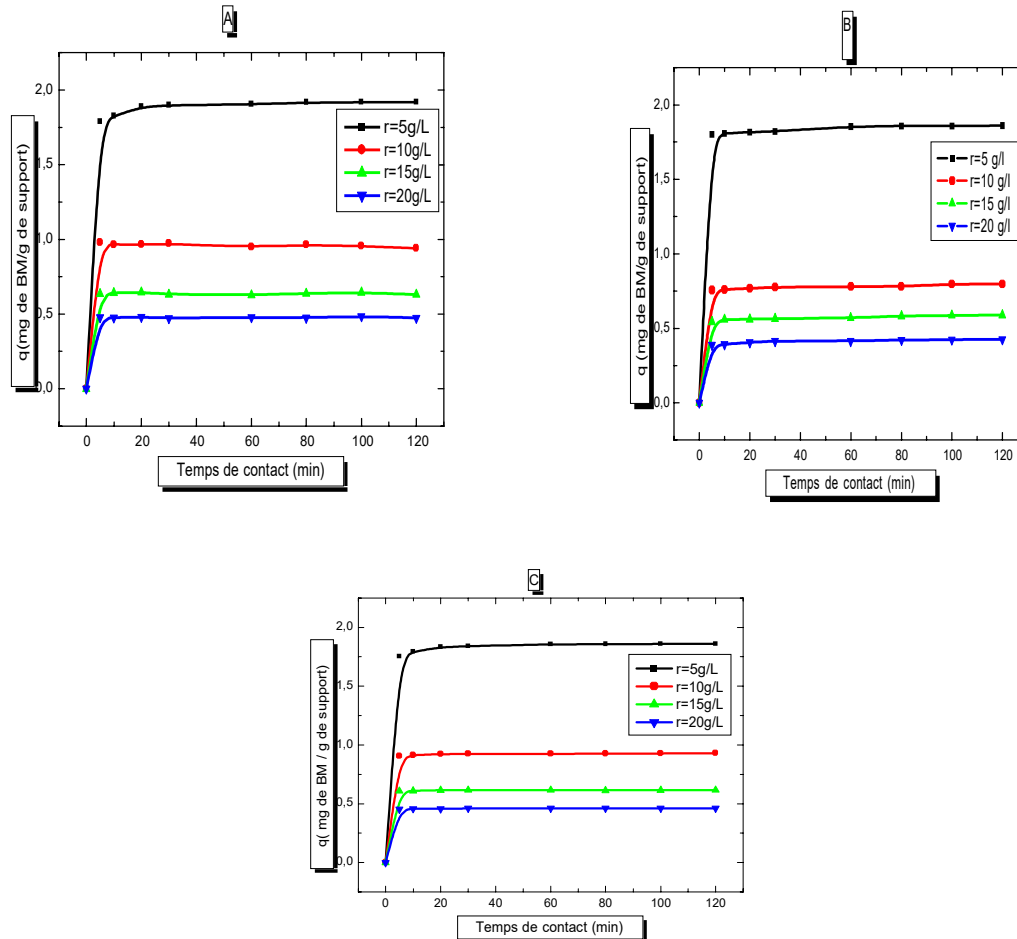 A
q(mg de BM/g de support)
2,0
1,5
1,0
0,5
0,0
r=5g/L
r=10g/L
r=15g/L
r=20g/L
0 20 40 60 80 100 120
Temps de contact (min)
B
q (mg de BM/g de support)
2,0
1,5
1,0
0,5
0,0
r=5 g/l
r=10 g/l
r=15 g/l
r=20 g/l
0 20 40 60 80 100 120
Temps de contact (min)
C
q( mg de BM / g de support)
2,0
1,5
1,0
0,5
0,0
r=5g/L
r=10g/L
r=15g/L
r=20g/L
0 20 40 60 80 100 120
Temps de contact (min)